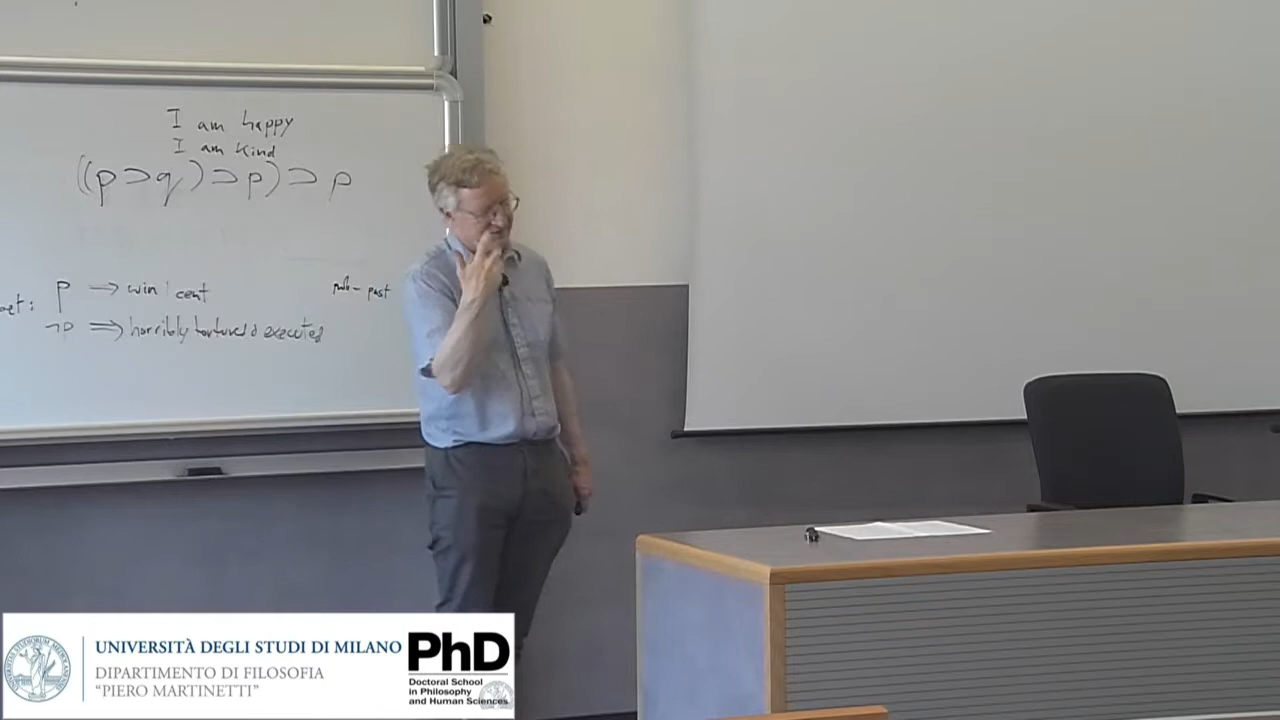 I am happy
I am kind
((p ⊃ q) ⊃ p) ⊃ p
bet: p → win 1 cent
¬p ⇒ horribly tortured & executed
past
UNIVERSITÀ DEGLI STUDI DI MILANO
DIPARTIMENTO DI FILOSOFIA
"PIERO MARTINETTI"
PhD
Doctoral School
in Philosophy
and Human Sciences